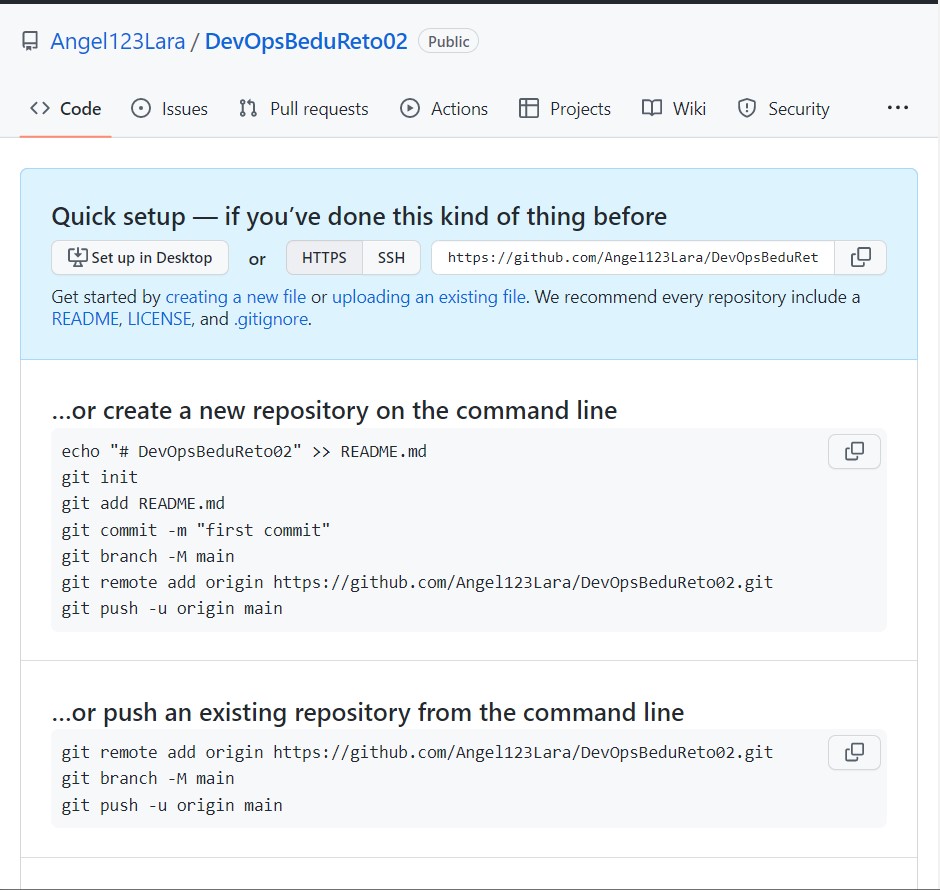 Angel123Lara / DevOpsBeduReto02 Public
Code Issues Pull requests Actions Projects Wiki Security ...
Quick setup — if you’ve done this kind of thing before
Set up in Desktop or HTTPS SSH https://github.com/Angel123Lara/DevOpsBeduRet
Get started by creating a new file or uploading an existing file. We recommend every repository include a
README, LICENSE, and .gitignore.
…or create a new repository on the command line
echo "# DevOpsBeduReto02" >> README.md
git init
git add README.md
git commit -m "first commit"
git branch -M main
git remote add origin https://github.com/Angel123Lara/DevOpsBeduReto02.git
git push -u origin main
…or push an existing repository from the command line
git remote add origin https://github.com/Angel123Lara/DevOpsBeduReto02.git
git branch -M main
git push -u origin main